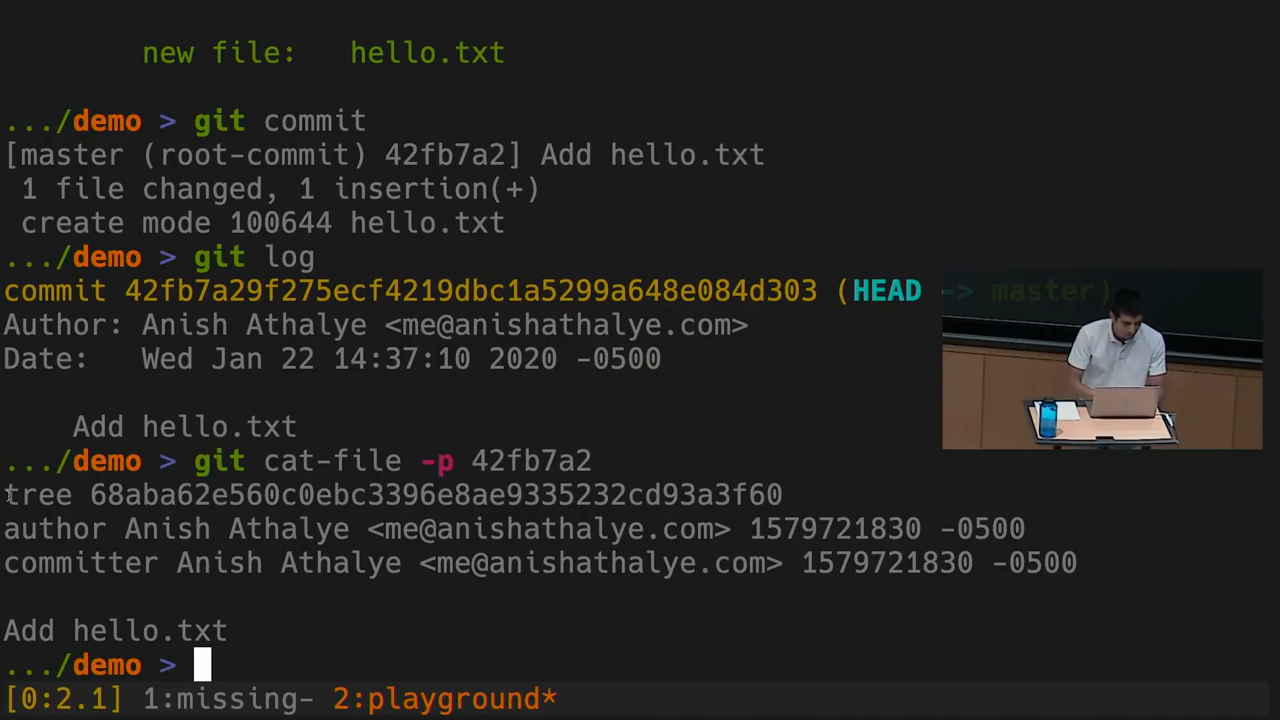 new file:   hello.txt
.../demo > git commit
[master (root-commit) 42fb7a2] Add hello.txt
 1 file changed, 1 insertion(+)
 create mode 100644 hello.txt
.../demo > git log
commit 42fb7a29f275ecf4219dbc1a5299a648e084d303 (HEAD -> master)
Author: Anish Athalye <me@anishathalye.com>
Date:   Wed Jan 22 14:37:10 2020 -0500
    Add hello.txt
.../demo > git cat-file -p 42fb7a2
tree 68aba62e560c0ebc3396e8ae9335232cd93a3f60
author Anish Athalye <me@anishathalye.com> 1579721830 -0500
committer Anish Athalye <me@anishathalye.com> 1579721830 -0500
Add hello.txt
.../demo >
[0:2.1] 1:missing- 2:playground*